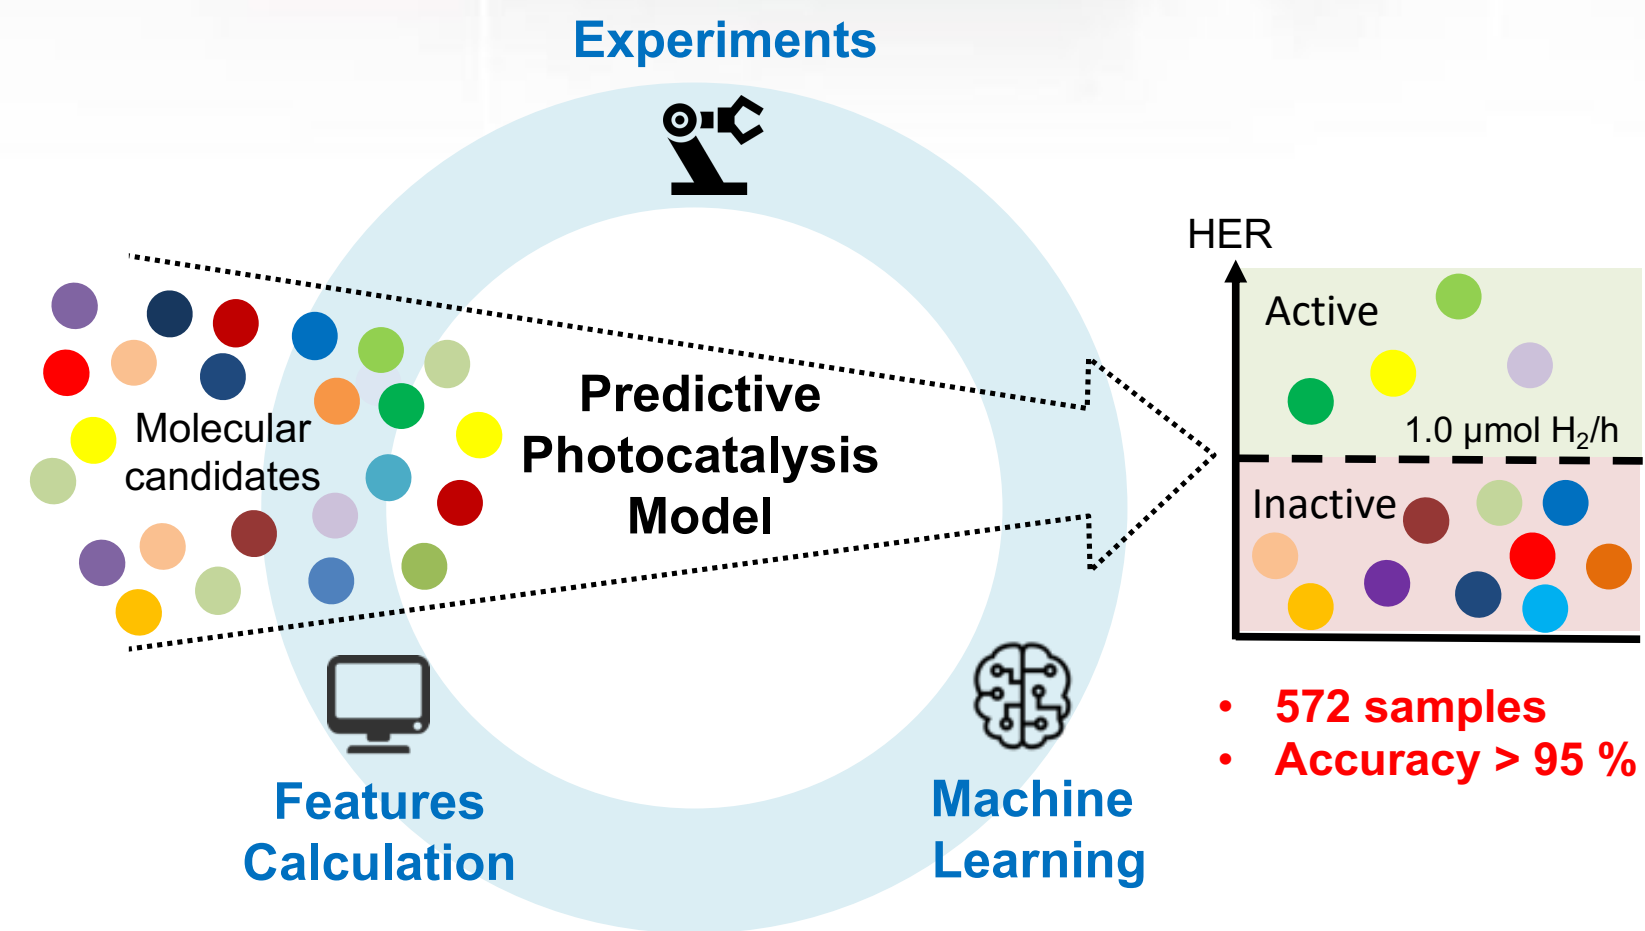 Experiments
Molecular
candidates
Predictive
Photocatalysis
Model
Features
Calculation
Machine
Learning
HER
Active
1.0 µmol H₂/h
Inactive
• 572 samples
• Accuracy > 95 %